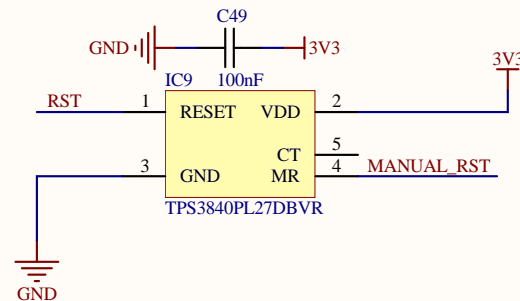 C49
GND
3V3
IC9
100nF
3V3
RST
1
RESET
VDD
2
CT
5
3
GND
MR
4
MANUAL_RST
TPS3840PL27DBVR
GND